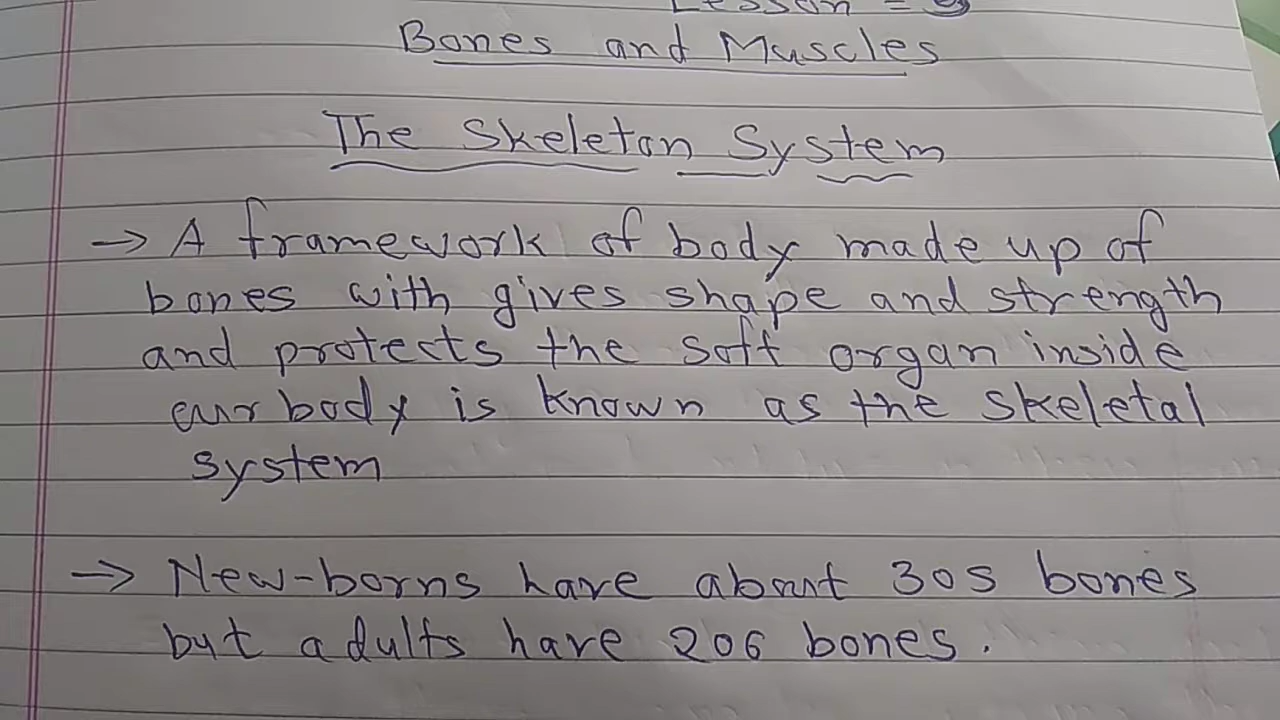 Lesson =
Bones and Muscles
The Skeleton System
→ A framework of body made up of
bones with gives shape and strength
and protects the soft organ inside
our body is known as the skeletal
system
→ New-borns have about 305 bones
but adults have 206 bones.